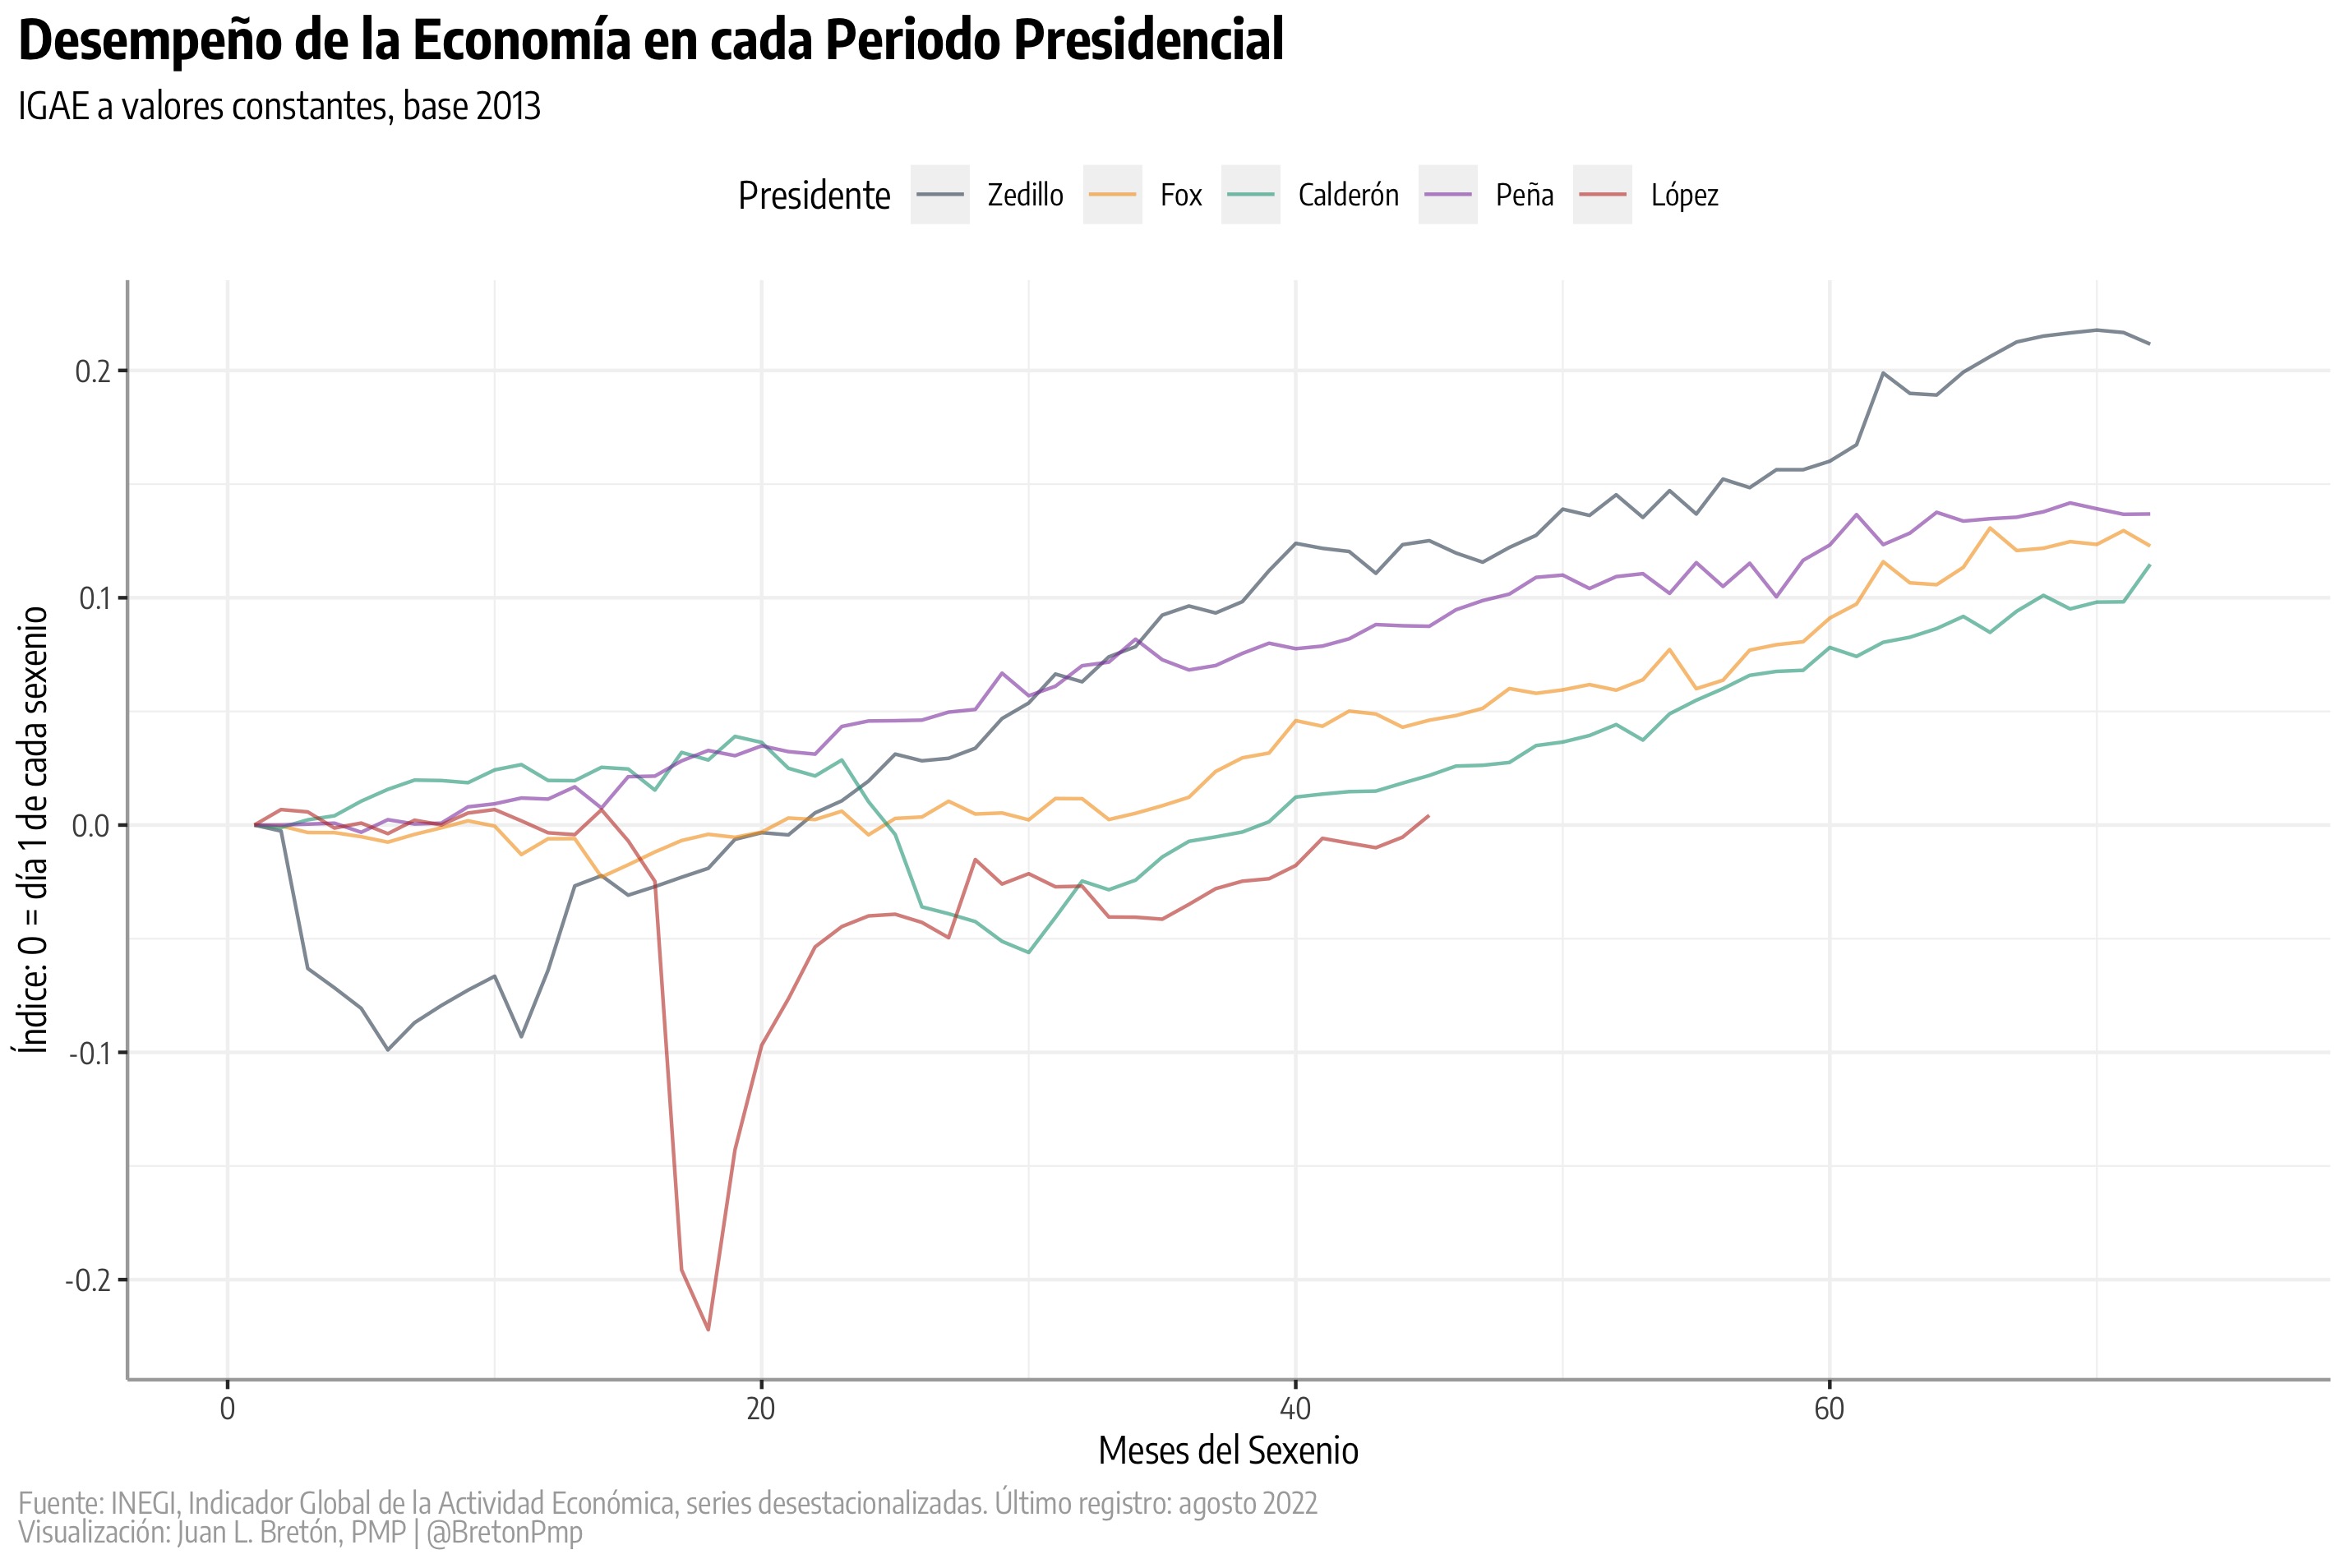 Desempeño de la Economía en cada Periodo Presidencial
IGAE a valores constantes, base 2013
Presidente Zedillo Fox Calderón Peña López
Índice: 0 = día 1 de cada sexenio
0.2
0.1
0.0
-0.1
-0.2
0 20 40 60
Meses del Sexenio
Fuente: INEGI, Indicador Global de la Actividad Económica, series desestacionalizadas. Último registro: agosto 2022
Visualización: Juan L. Bretón, PMP | @BretonPmp